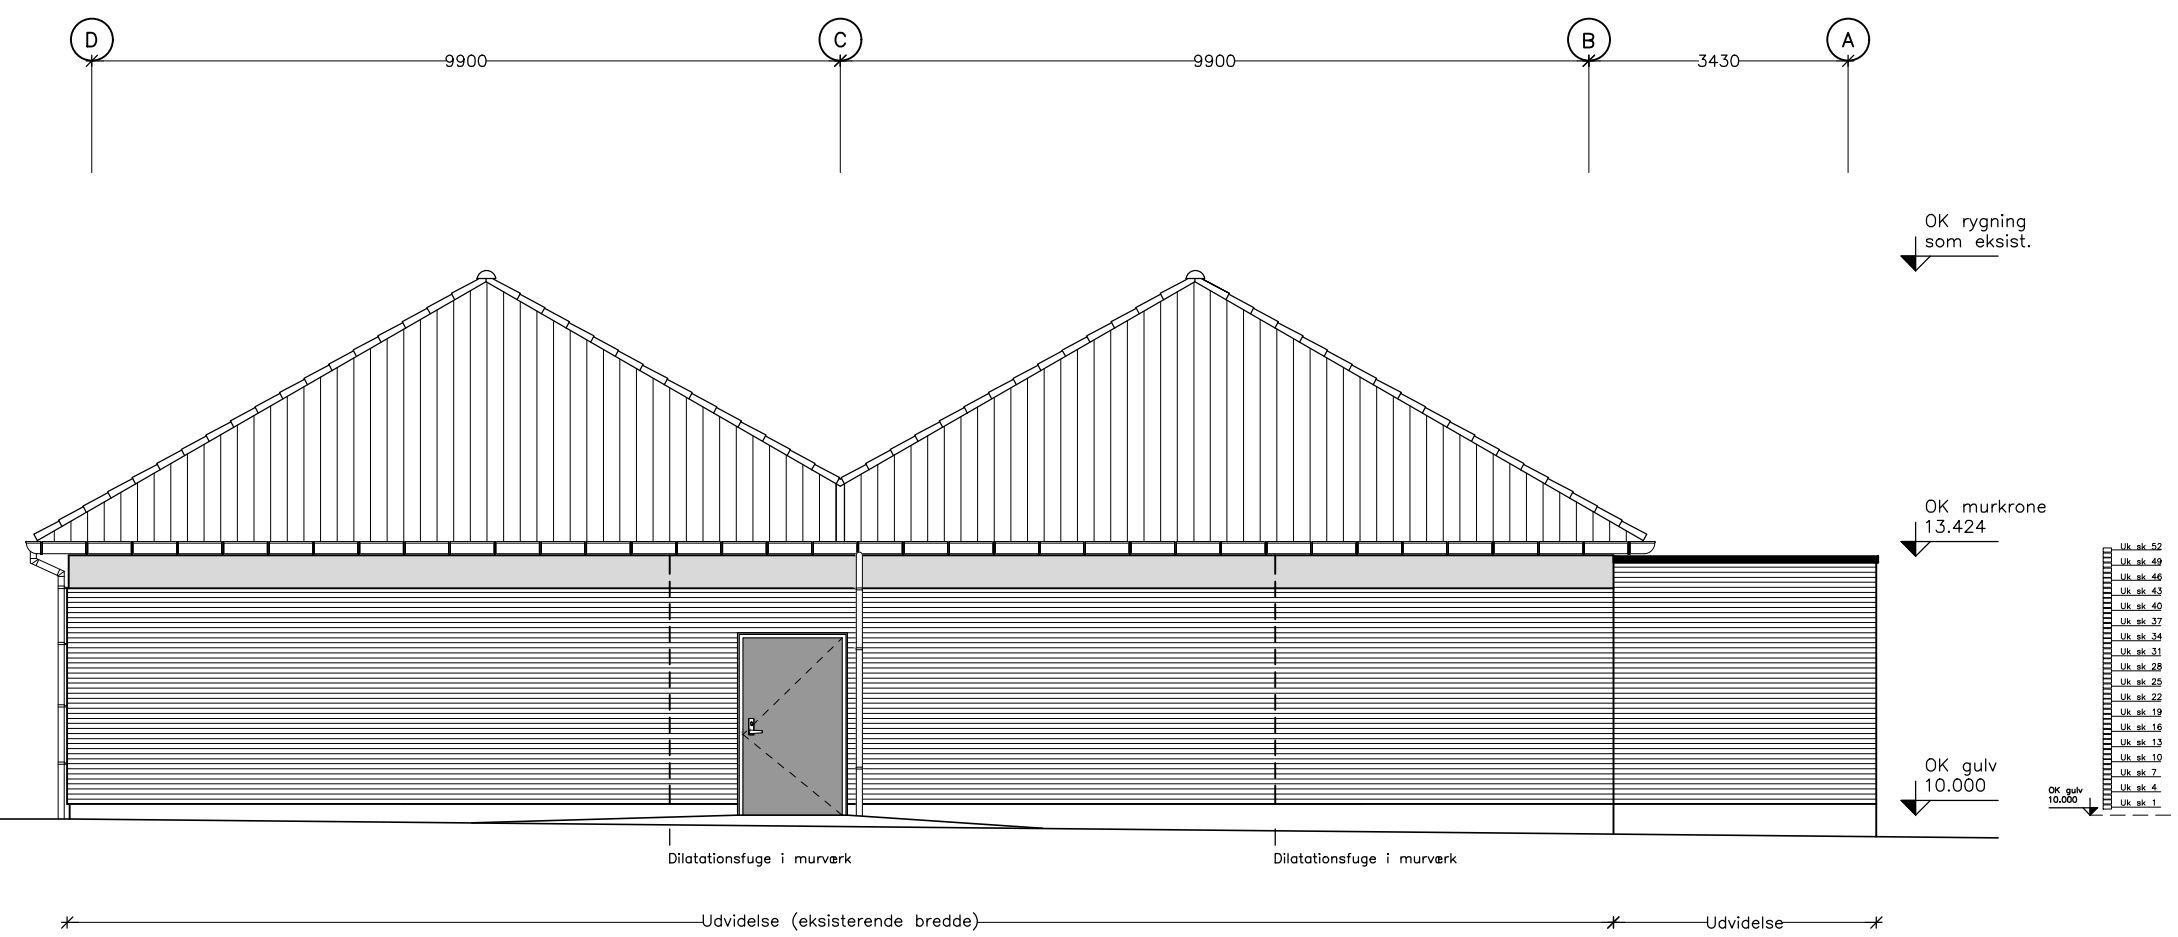 D
C
B
A
9900
9900
3430
OK rygning
som eksist.
OK murkrone
13.424
Uk sk 52
Uk sk 49
Uk sk 46
Uk sk 43
Uk sk 40
Uk sk 37
Uk sk 34
Uk sk 31
Uk sk 28
Uk sk 25
Uk sk 22
Uk sk 19
Uk sk 16
Uk sk 13
Uk sk 10
Uk sk 7
Uk sk 4
Uk sk 1
OK gulv
10.000
OK gulv
10.000
Dilatationsfuge i murværk
Dilatationsfuge i murværk
Udvidelse (eksisterende bredde)
Udvidelse